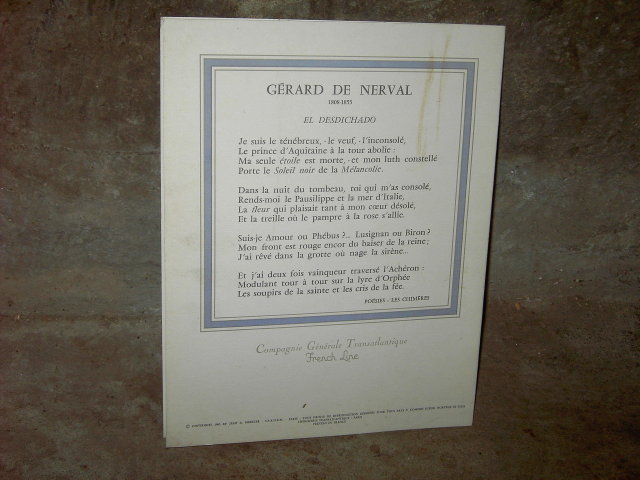 GÉRARD DE NERVAL
1808-1855
EL DESDICHADO
Je suis le ténébreux, - le veuf, - l'inconsolé,
Le prince d'Aquitaine à la tour abolie :
Ma seule étoile est morte, - et mon luth constellé
Porte le Soleil noir de la Mélancolie.
Dans la nuit du tombeau, toi qui m'as consolé,
Rends-moi le Pausilippe et la mer d'Italie,
La fleur qui plaisait tant à mon cœur désolé,
Et la treille où le pampre à la rose s'allie.
Suis-je Amour ou Phébus ?... Lusignan ou Biron ?
Mon front est rouge encor du baiser de la reine ;
J'ai rêvé dans la grotte où nage la sirène...
Et j'ai deux fois vainqueur traversé l'Achéron :
Modulant tour à tour sur la lyre d'Orphée
Les soupirs de la sainte et les cris de la fée.
POÉSIES - LES CHIMÈRES
Compagnie Générale Transatlantique
French Line
PRINTED IN FRANCE